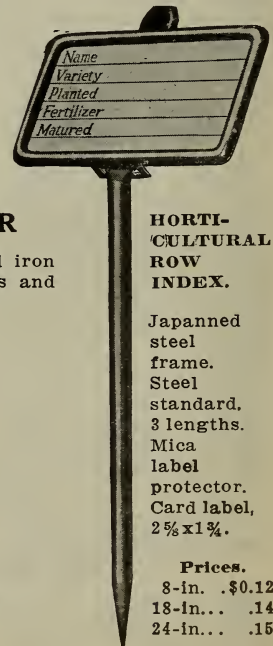 Name
Variety
Planted
Fertilizer
Matured
R
iron
s and
HORTI-
CULTURAL
ROW
INDEX.
Japanned
steel
frame.
Steel
standard,
3 lengths.
Mica
label
protector.
Card label,
2⅝x1¾.
Prices.
8-in. .$0.12
18-in... .14
24-in... .15